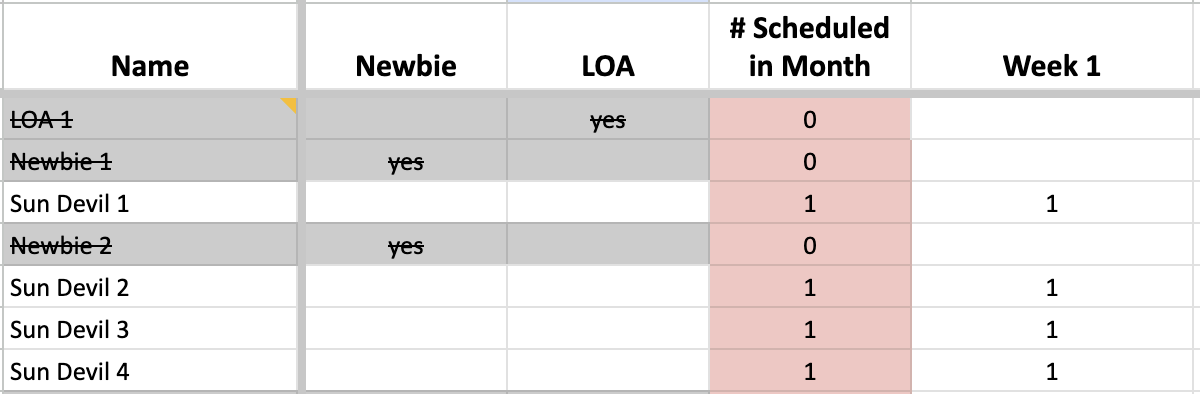 Name Newbie LOA # Scheduled in Month Week 1
LOA 1 yes 0
Newbie 1 yes 0
Sun Devil 1 1 1
Newbie 2 yes 0
Sun Devil 2 1 1
Sun Devil 3 1 1
Sun Devil 4 1 1